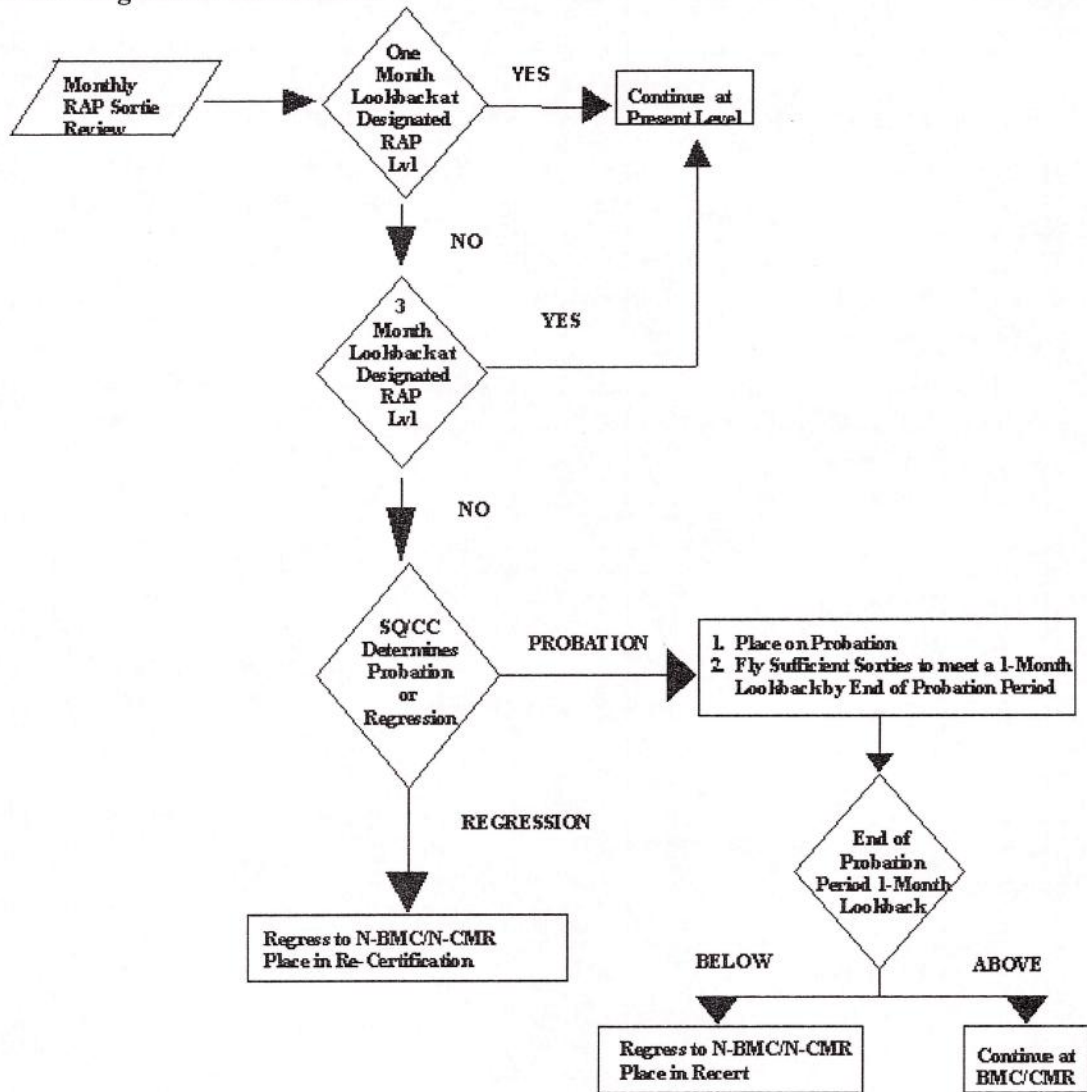 Monthly
RAP Sortie
Review
One
Month
Lookback at
Designated
RAP
Lvl
YES
Continue at
Present Level
NO
3
Month
Lookback at
Designated
RAP
Lvl
YES
NO
SQ/CC
Determines
Probation
or
Regression
PROBATION
1. Place on Probation
2. Fly Sufficient Sorties to meet a 1-Month
Lookback by End of Probation Period
REGRESSION
End of
Probation
Period 1-Month
Lookback
Regress to N-BMC/N-CMR
Place in Re-Certification
BELOW
ABOVE
Regress to N-BMC/N-CMR
Place in Recert
Continue at
BMC/CMR